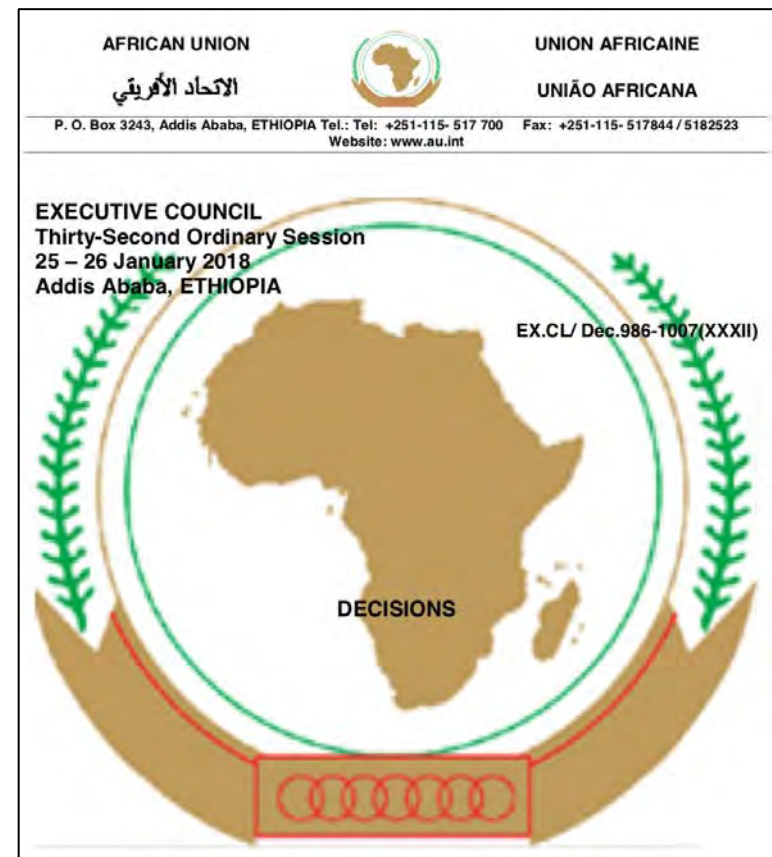 AFRICAN UNION
UNION AFRICAINE
الاتحاد الأفريقي
UNIÃO AFRICANA
P. O. Box 3243, Addis Ababa, ETHIOPIA Tel.: Tel: +251-115- 517 700 Fax: +251-115- 517844 / 5182523
Website: www.au.int
EXECUTIVE COUNCIL
Thirty-Second Ordinary Session
25 – 26 January 2018
Addis Ababa, ETHIOPIA
EX.CL/ Dec.986-1007(XXXII)
DECISIONS